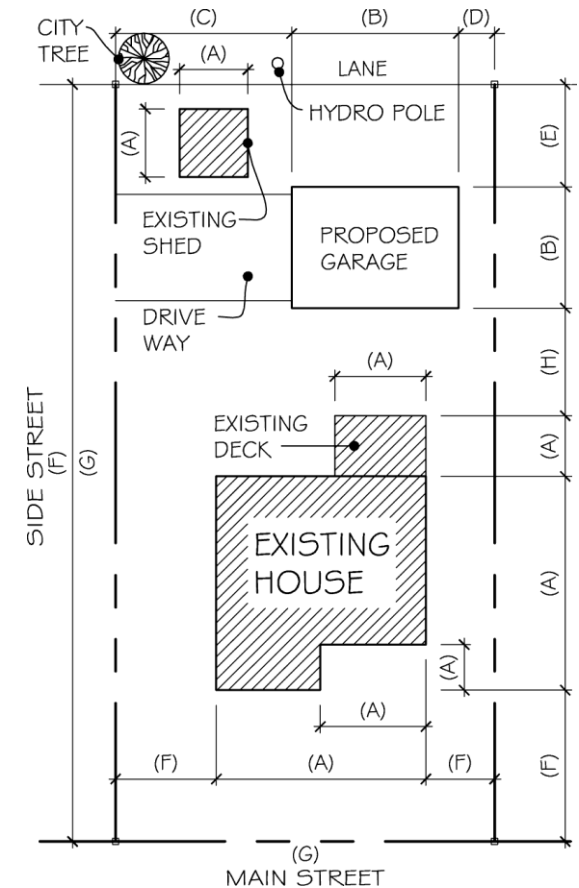 CITY
TREE
(C)
(B)
(D)
(A)
LANE
HYDRO POLE
(A)
(E)
EXISTING
SHED
PROPOSED
GARAGE
(B)
DRIVE
WAY
(A)
(H)
EXISTING
DECK
(A)
SIDE STREET
(F)
(G)
EXISTING
HOUSE
(A)
(A)
(A)
(F)
(A)
(F)
(F)
(G)
MAIN STREET